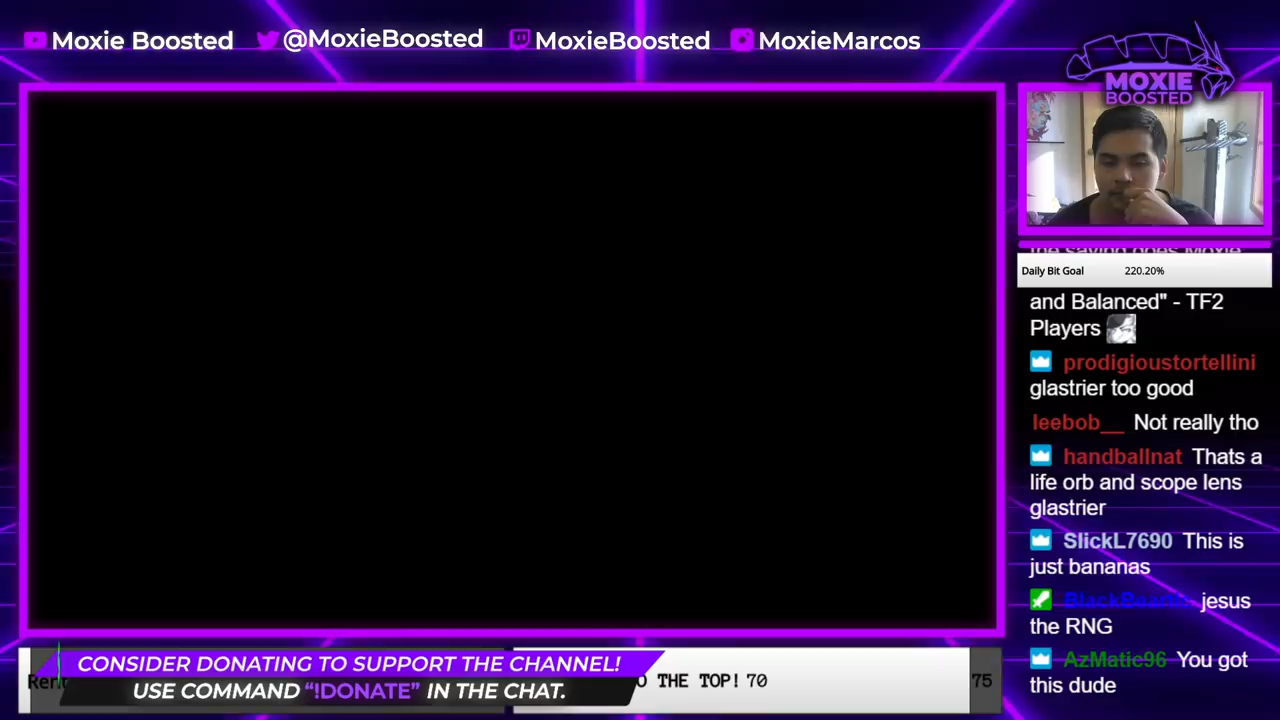 Moxie Boosted @MoxieBoosted MoxieBoosted MoxieMarcos
MOXIE
BOOSTED
Daily Bit Goal 220.20%
and Balanced" - TF2
Players
prodigioustortellini
glastrier too good
leebob__ Not really tho
handballnat Thats a
life orb and scope lens
glastrier
SlickL7690 This is
just bananas
jesus
the RNG
AzMatic96 You got
this dude
CONSIDER DONATING TO SUPPORT THE CHANNEL!
USE COMMAND “!DONATE” IN THE CHAT.
THE TOP! 70
75